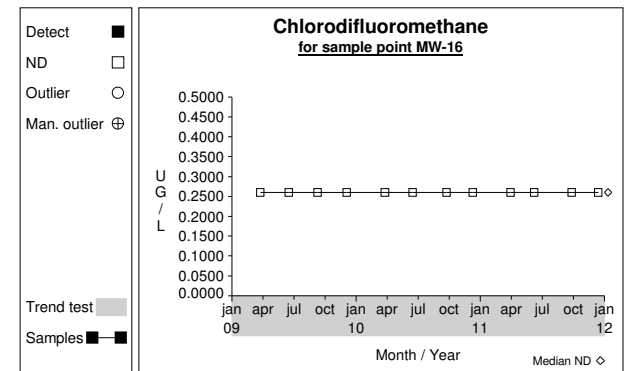 Detect
ND
Outlier
Man. outlier
Trend test
Samples
Chlorodifluoromethane
for sample point MW-16
U
G
/
L
0.5000
0.4500
0.4000
0.3500
0.3000
0.2500
0.2000
0.1500
0.1000
0.0500
0.0000
jan apr jul oct jan apr jul oct jan apr jul oct jan
09 10 11 12
Month / Year
Median ND